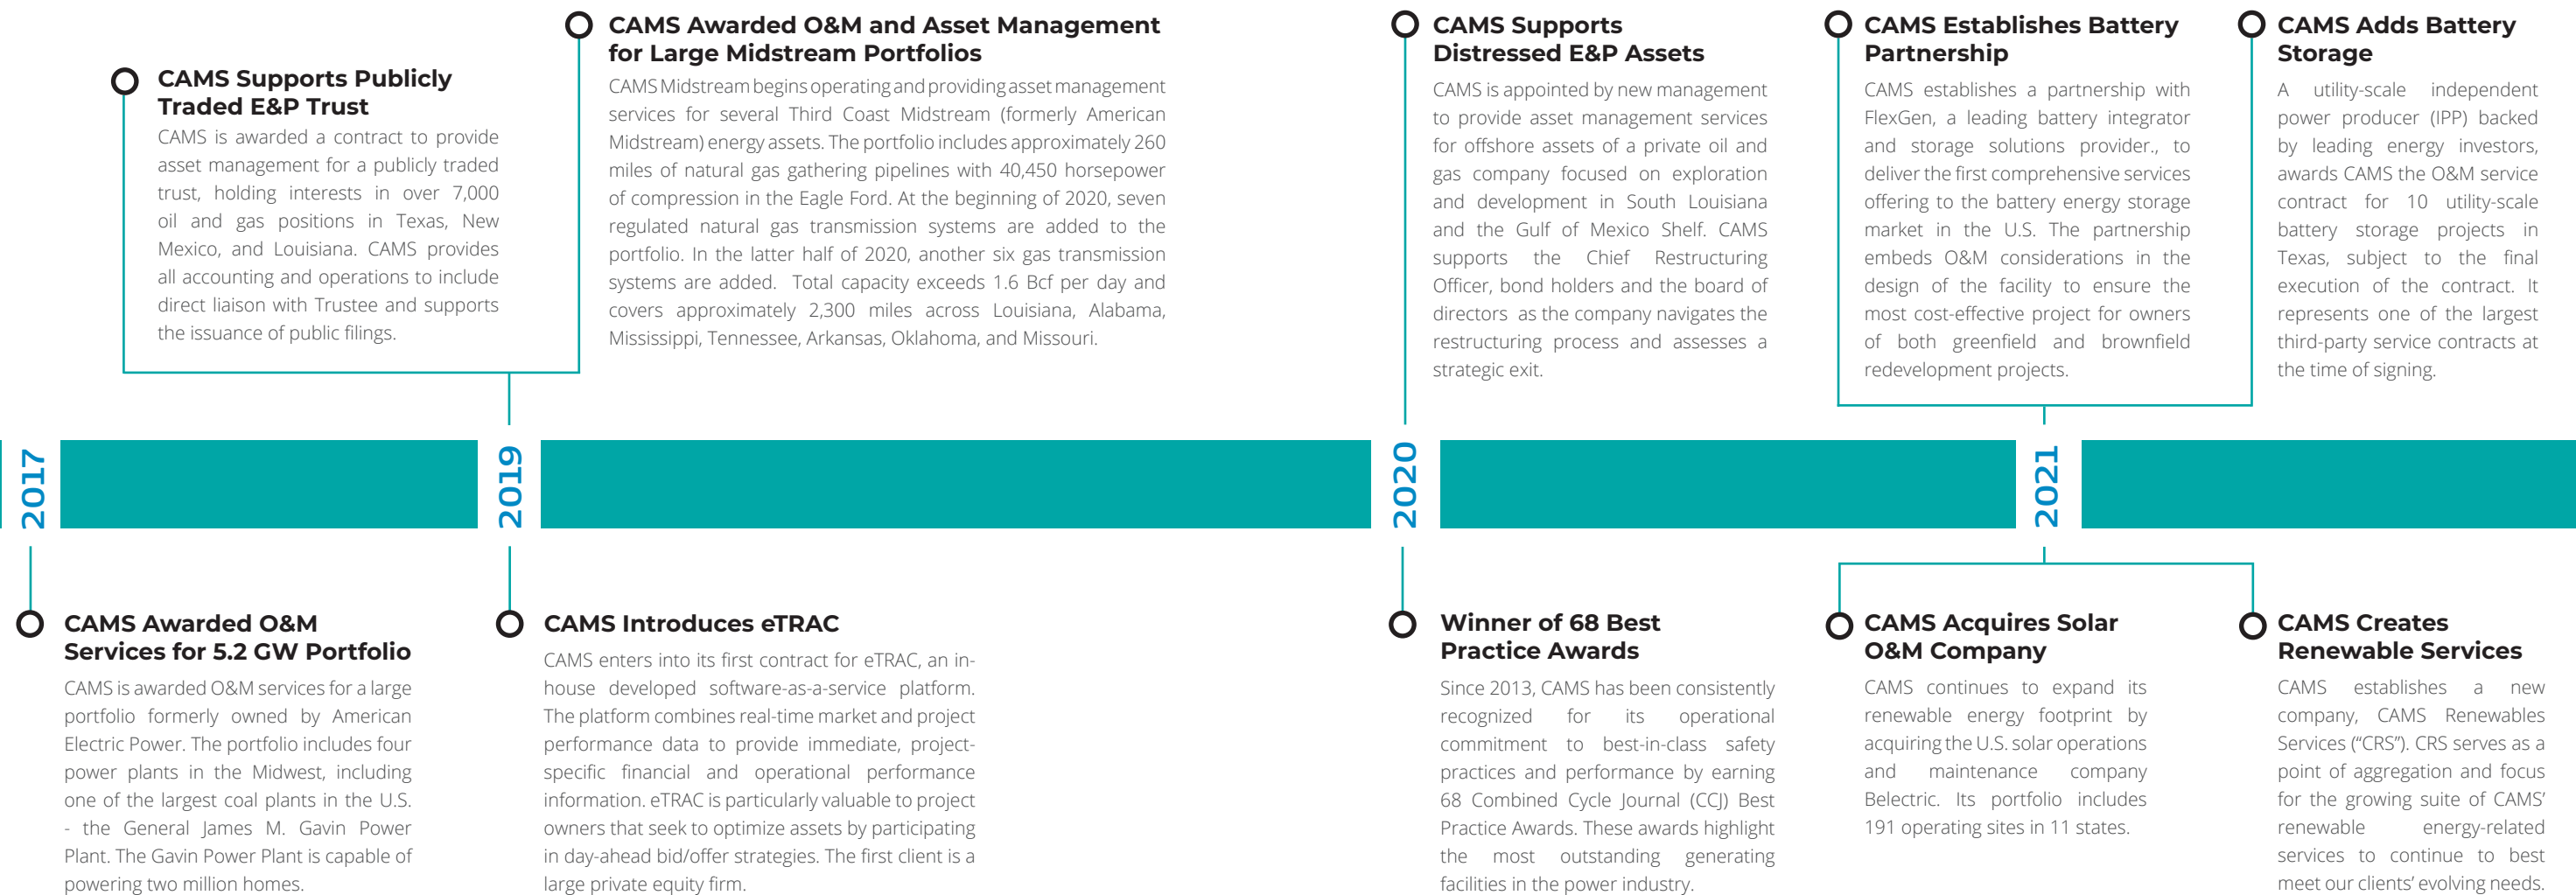 CAMS Supports Publicly
Traded E&P Trust
CAMS is awarded a contract to provide
asset management for a publicly traded
trust, holding interests in over 7,000
oil and gas positions in Texas, New
Mexico, and Louisiana. CAMS provides
all accounting and operations to include
direct liaison with Trustee and supports
the issuance of public filings.
CAMS Awarded O&M and Asset Management
for Large Midstream Portfolios
CAMS Midstream begins operating and providing asset management
services for several Third Coast Midstream (formerly American
Midstream) energy assets. The portfolio includes approximately 260
miles of natural gas gathering pipelines with 40,450 horsepower
of compression in the Eagle Ford. At the beginning of 2020, seven
regulated natural gas transmission systems are added to the
portfolio. In the latter half of 2020, another six gas transmission
systems are added. Total capacity exceeds 1.6 Bcf per day and
covers approximately 2,300 miles across Louisiana, Alabama,
Mississippi, Tennessee, Arkansas, Oklahoma, and Missouri.
CAMS Supports
Distressed E&P Assets
CAMS is appointed by new management
to provide asset management services
for offshore assets of a private oil and
gas company focused on exploration
and development in South Louisiana
and the Gulf of Mexico Shelf. CAMS
supports the Chief Restructuring
Officer, bond holders and the board of
directors as the company navigates the
restructuring process and assesses a
strategic exit.
CAMS Establishes Battery
Partnership
CAMS establishes a partnership with
FlexGen, a leading battery integrator
and storage solutions provider., to
deliver the first comprehensive services
offering to the battery energy storage
market in the U.S. The partnership
embeds O&M considerations in the
design of the facility to ensure the
most cost-effective project for owners
of both greenfield and brownfield
redevelopment projects.
CAMS Adds Battery
Storage
A utility-scale independent
power producer (IPP) backed
by leading energy investors,
awards CAMS the O&M service
contract for 10 utility-scale
battery storage projects in
Texas, subject to the final
execution of the contract. It
represents one of the largest
third-party service contracts at
the time of signing.
2017
2019
2020
2021
CAMS Awarded O&M
Services for 5.2 GW Portfolio
CAMS is awarded O&M services for a large
portfolio formerly owned by American
Electric Power. The portfolio includes four
power plants in the Midwest, including
one of the largest coal plants in the U.S.
- the General James M. Gavin Power
Plant. The Gavin Power Plant is capable of
powering two million homes.
CAMS Introduces eTRAC
CAMS enters into its first contract for eTRAC, an in-
house developed software-as-a-service platform.
The platform combines real-time market and project
performance data to provide immediate, project-
specific financial and operational performance
information. eTRAC is particularly valuable to project
owners that seek to optimize assets by participating
in day-ahead bid/offer strategies. The first client is a
large private equity firm.
Winner of 68 Best
Practice Awards
Since 2013, CAMS has been consistently
recognized for its operational
commitment to best-in-class safety
practices and performance by earning
68 Combined Cycle Journal (CCJ) Best
Practice Awards. These awards highlight
the most outstanding generating
facilities in the power industry.
CAMS Acquires Solar
O&M Company
CAMS continues to expand its
renewable energy footprint by
acquiring the U.S. solar operations
and maintenance company
Belectric. Its portfolio includes
191 operating sites in 11 states.
CAMS Creates
Renewable Services
CAMS establishes a new
company, CAMS Renewables
Services (“CRS”). CRS serves as a
point of aggregation and focus
for the growing suite of CAMS’
renewable energy-related
services to continue to best
meet our clients’ evolving needs.